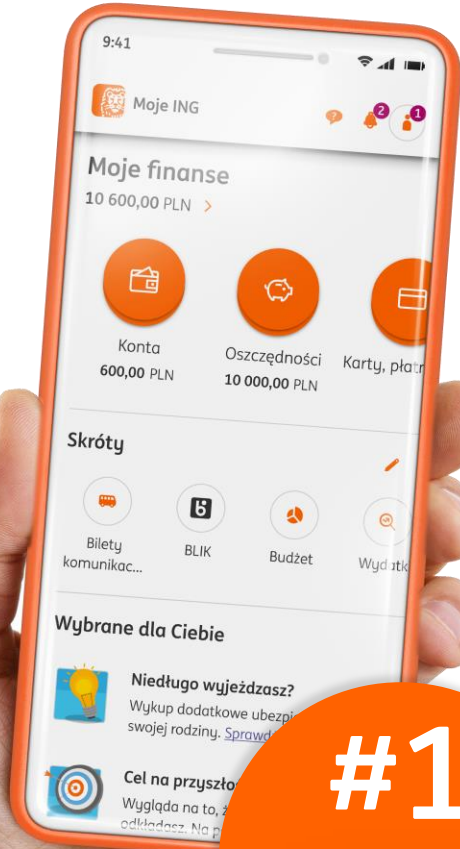 9:41
Moje ING
? 2 1
Moje finanse
10 600,00 PLN >
Konta
600,00 PLN
Oszczędności
10 000,00 PLN
Karty, płatn
Skróty
Bilety
komunikac...
BLIK
Budżet
Wydatk
Wybrane dla Ciebie
Niedługo wyjeżdzasz?
Wykup dodatkowe ubezpi
swojej rodziny. Sprawd
Cel na przyszło
Wygląda na to, ż
odkładasz. Na p
#1